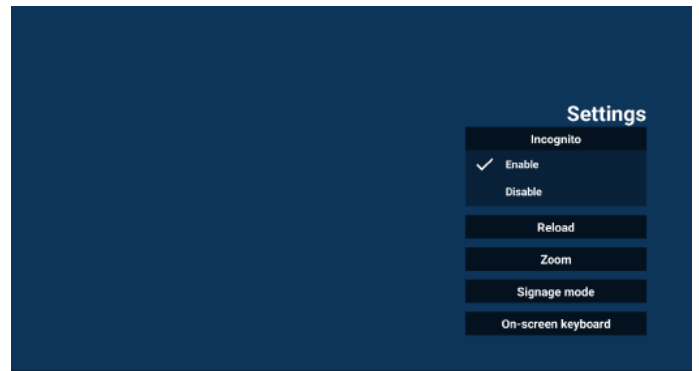 Settings
Incognito
Enable
Disable
Reload
Zoom
Signage mode
On-screen keyboard